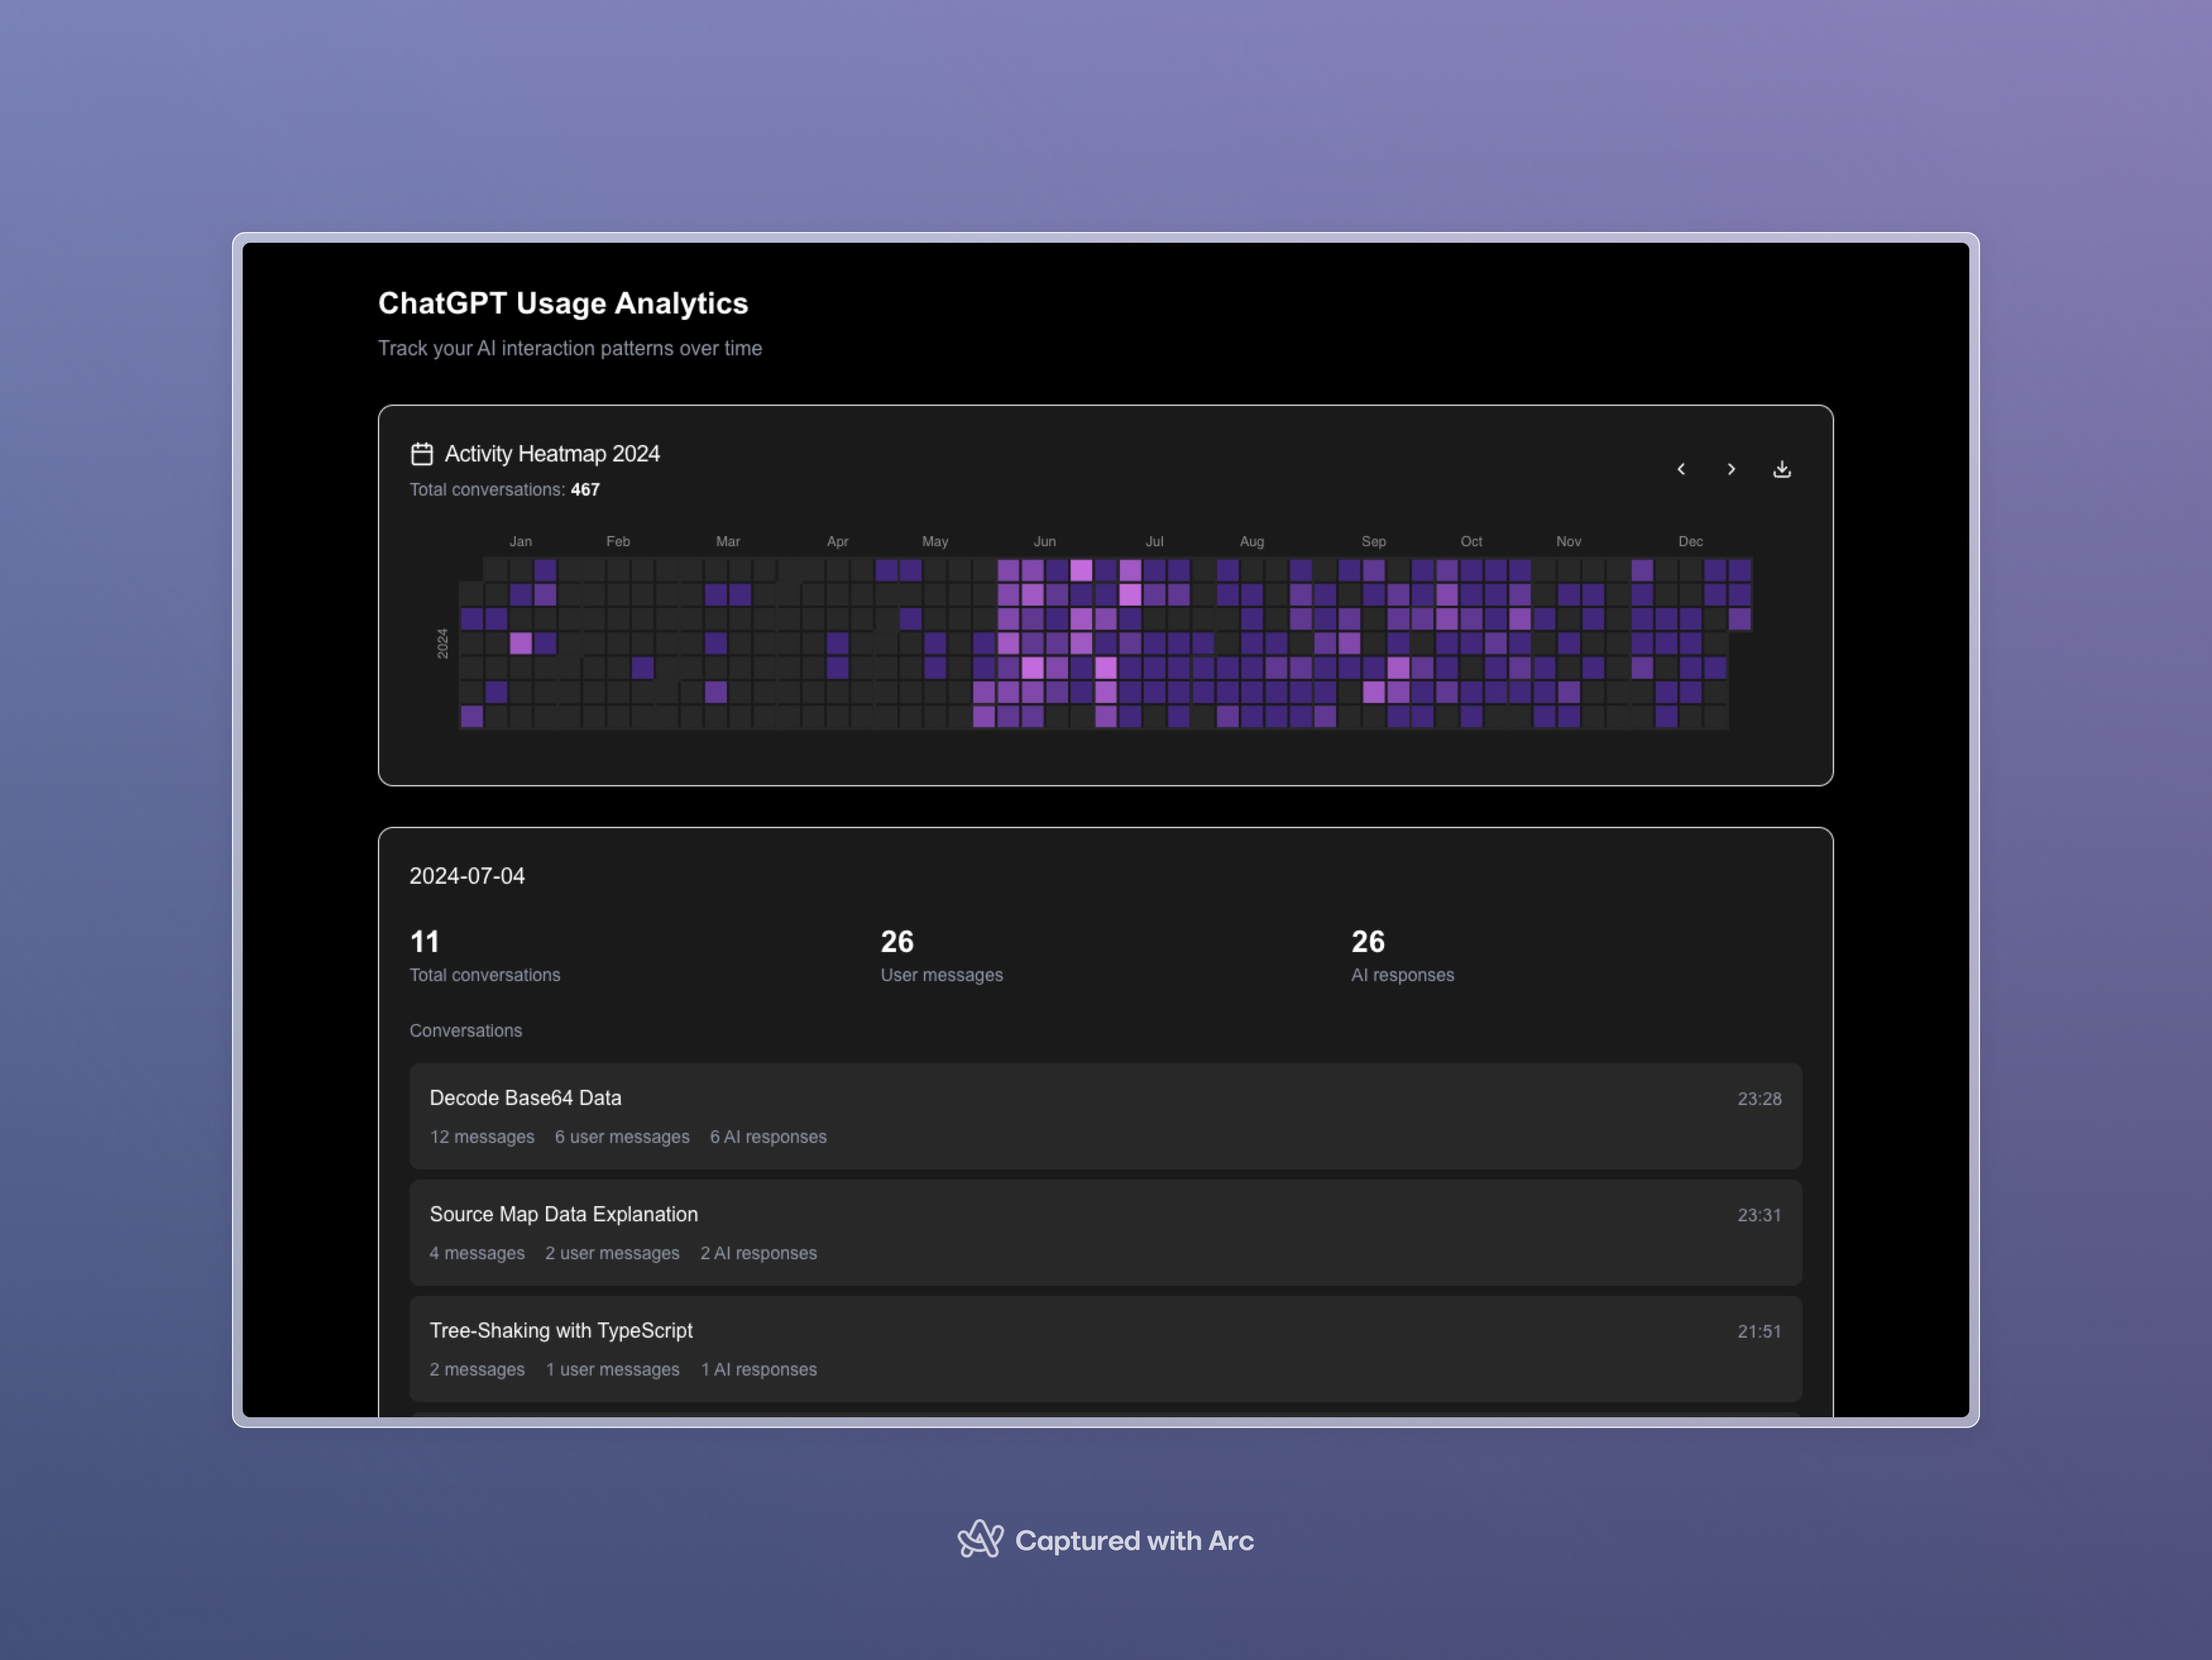 ChatGPT Usage Analytics
Track your AI interaction patterns over time
Activity Heatmap 2024
Total conversations: 467
Jan Feb Mar Apr May Jun Jul Aug Sep Oct Nov Dec
2024
2024-07-04
11 26 26
Total conversations User messages AI responses
Conversations
Decode Base64 Data 23:28
12 messages 6 user messages 6 AI responses
Source Map Data Explanation 23:31
4 messages 2 user messages 2 AI responses
Tree-Shaking with TypeScript 21:51
2 messages 1 user messages 1 AI responses
Captured with Arc